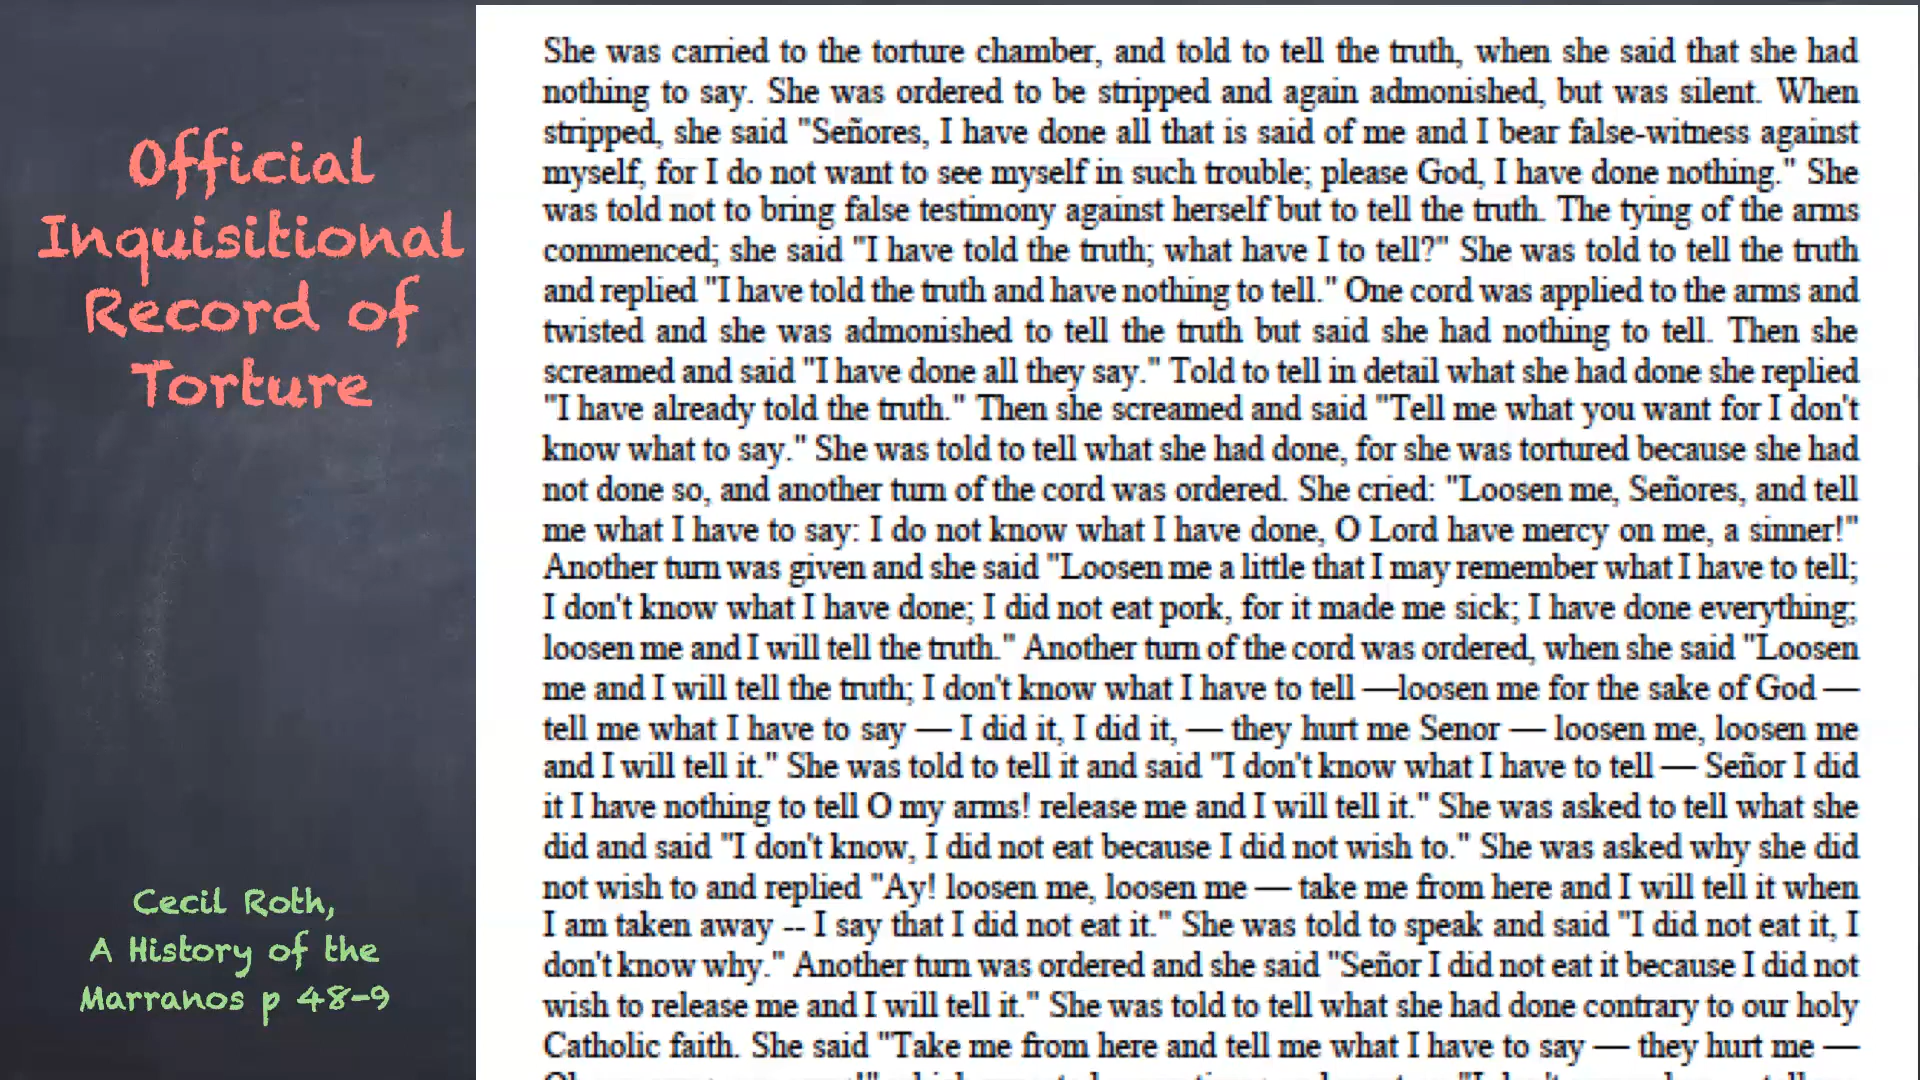 Official
Inquisitional
Record of
Torture
Cecil Roth,
A History of the
Marranos p 48-9
She was carried to the torture chamber, and told to tell the truth, when she said that she had
nothing to say. She was ordered to be stripped and again admonished, but was silent. When
stripped, she said "Señores, I have done all that is said of me and I bear false-witness against
myself, for I do not want to see myself in such trouble; please God, I have done nothing." She
was told not to bring false testimony against herself but to tell the truth. The tying of the arms
commenced; she said "I have told the truth; what have I to tell?" She was told to tell the truth
and replied "I have told the truth and have nothing to tell." One cord was applied to the arms and
twisted and she was admonished to tell the truth but said she had nothing to tell. Then she
screamed and said "I have done all they say." Told to tell in detail what she had done she replied
"I have already told the truth." Then she screamed and said "Tell me what you want for I don't
know what to say." She was told to tell what she had done, for she was tortured because she had
not done so, and another turn of the cord was ordered. She cried: "Loosen me, Señores, and tell
me what I have to say: I do not know what I have done, O Lord have mercy on me, a sinner!"
Another turn was given and she said "Loosen me a little that I may remember what I have to tell;
I don't know what I have done; I did not eat pork, for it made me sick; I have done everything;
loosen me and I will tell the truth." Another turn of the cord was ordered, when she said "Loosen
me and I will tell the truth; I don't know what I have to tell —loosen me for the sake of God —
tell me what I have to say — I did it, I did it, — they hurt me Senor — loosen me, loosen me
and I will tell it." She was told to tell it and said "I don't know what I have to tell — Señor I did
it I have nothing to tell O my arms! release me and I will tell it." She was asked to tell what she
did and said "I don't know, I did not eat because I did not wish to." She was asked why she did
not wish to and replied "Ay! loosen me, loosen me — take me from here and I will tell it when
I am taken away -- I say that I did not eat it." She was told to speak and said "I did not eat it, I
don't know why." Another turn was ordered and she said "Señor I did not eat it because I did not
wish to release me and I will tell it." She was told to tell what she had done contrary to our holy
Catholic faith. She said "Take me from here and tell me what I have to say — they hurt me —